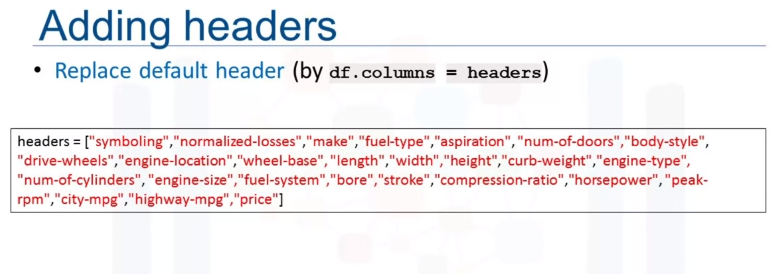 Adding headers
• Replace default header (by df.columns = headers)
headers = ["symboling","normalized-losses","make","fuel-type","aspiration", "num-of-doors","body-style",
"drive-wheels","engine-location","wheel-base", "length","width","height","curb-weight","engine-type",
"num-of-cylinders", "engine-size","fuel-system","bore","stroke","compression-ratio","horsepower", "peak-
rpm","city-mpg","highway-mpg","price"]